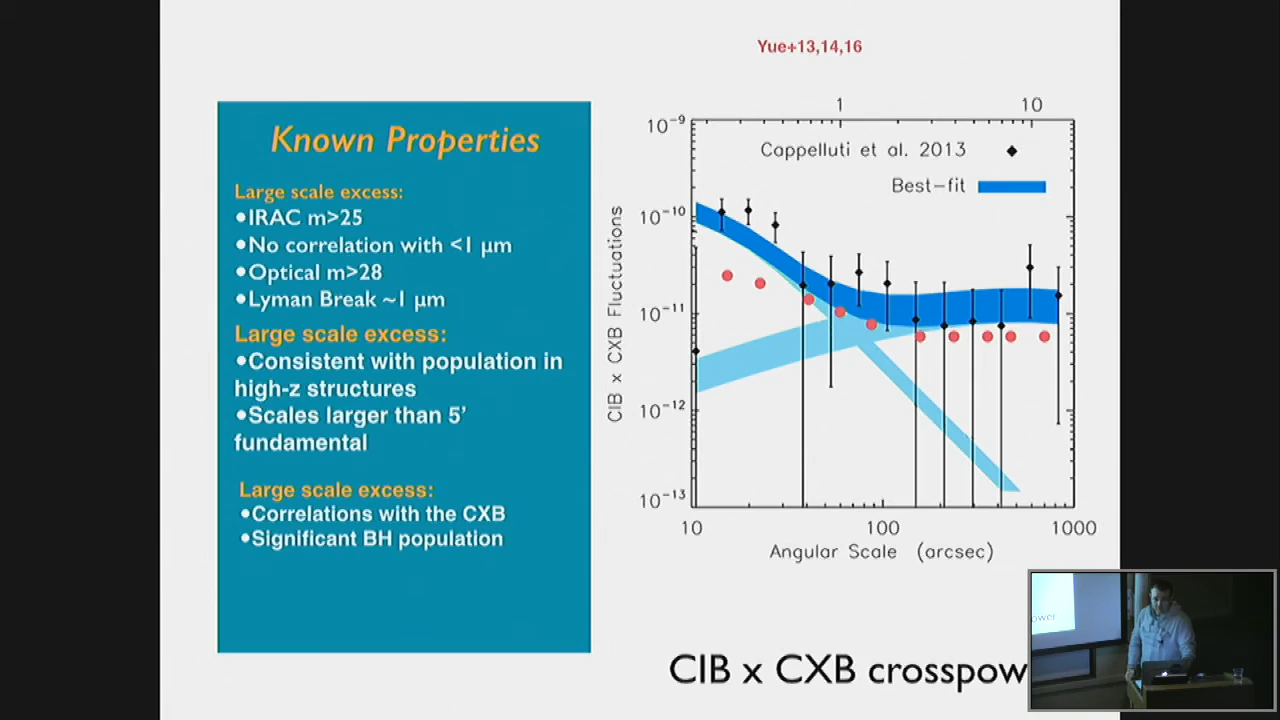 Yue+13,14,16
Known Properties
Large scale excess:
•IRAC m>25
•No correlation with <1 µm
•Optical m>28
•Lyman Break ~1 µm
Large scale excess:
•Consistent with population in
high-z structures
•Scales larger than 5’
fundamental
Large scale excess:
•Correlations with the CXB
•Significant BH population
1 10
Cappelluti et al. 2013
Best-fit
CIB x CXB Fluctuations
10⁻⁹
10⁻¹⁰
10⁻¹¹
10⁻¹²
10⁻¹³
10 100 1000
Angular Scale (arcsec)
CIB x CXB crosspow
ower